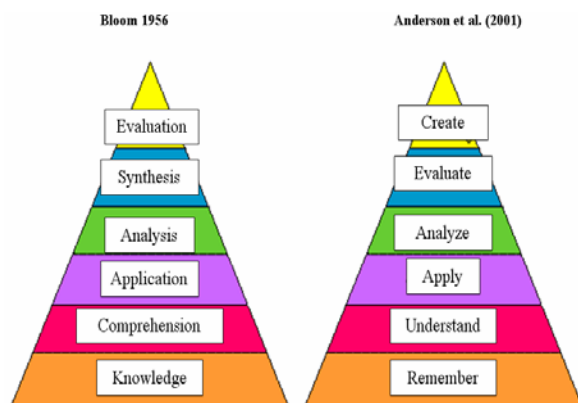 Bloom 1956
Evaluation
Synthesis
Analysis
Application
Comprehension
Knowledge
Anderson et al. (2001)
Create
Evaluate
Analyze
Apply
Understand
Remember